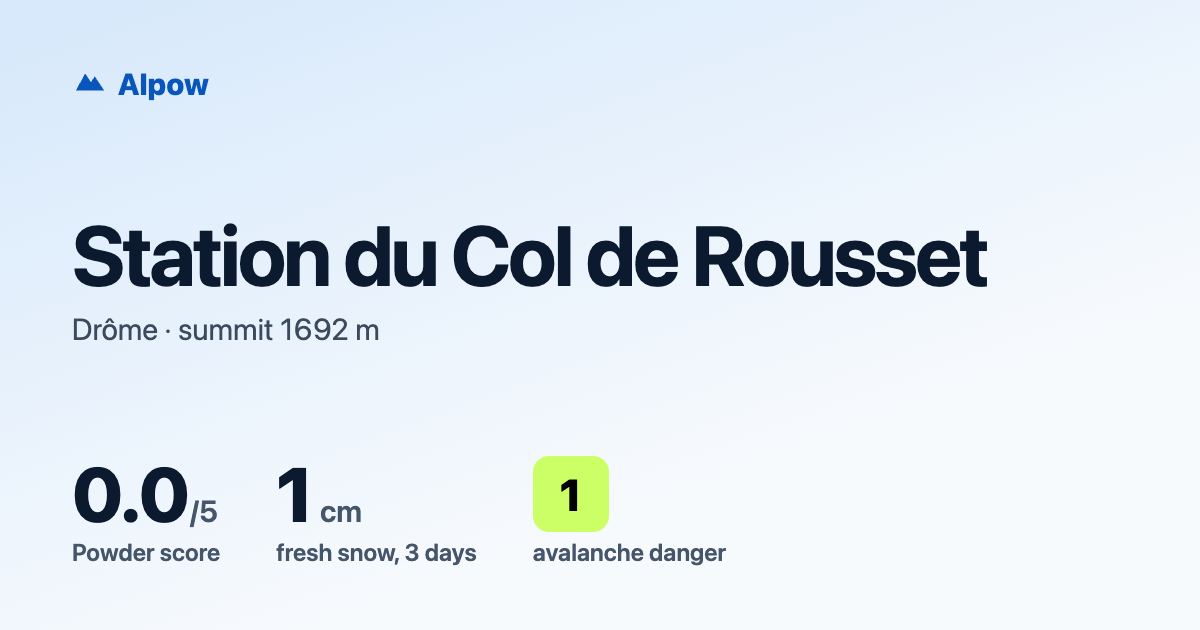 Alpow
Station du Col de Rousset
Drôme · summit 1692 m
0.0/5
Powder score
1 cm
fresh snow, 3 days
1
avalanche danger